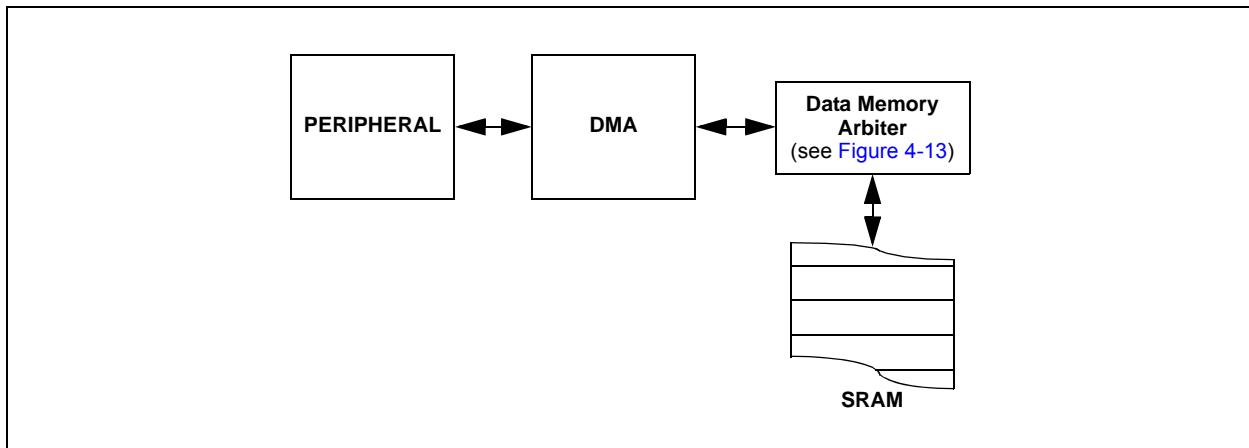 PERIPHERAL
DMA
Data Memory
Arbiter
(see Figure 4-13)
SRAM